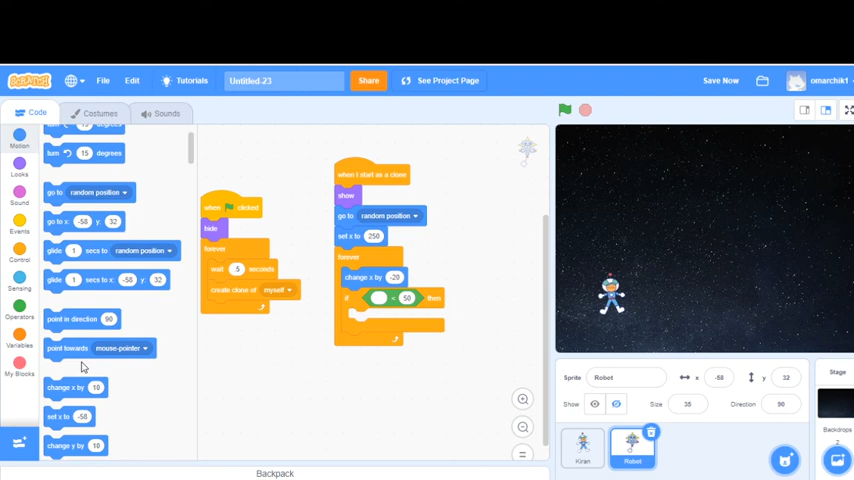 SCRATCH File Edit Tutorials Untitled-23 Share See Project Page Save Now omarchik1
Code Costumes Sounds
Motion
Looks
Sound
Events
Control
Sensing
Operators
Variables
My Blocks
turn 15 degrees
turn 15 degrees
go to random position
go to x: -58 y: 32
glide 1 secs to random position
glide 1 secs to x: -58 y: 32
point in direction 90
point towards mouse-pointer
change x by 10
set x to -58
change y by 10
when clicked
hide
forever
wait .5 seconds
create clone of myself
when I start as a clone
show
go to random position
set x to 250
forever
change x by -20
if < 50 then
Sprite Robot x -58 y 32
Show Size 35 Direction 90
Kiran
Robot
Stage
Backdrops
2
Backpack